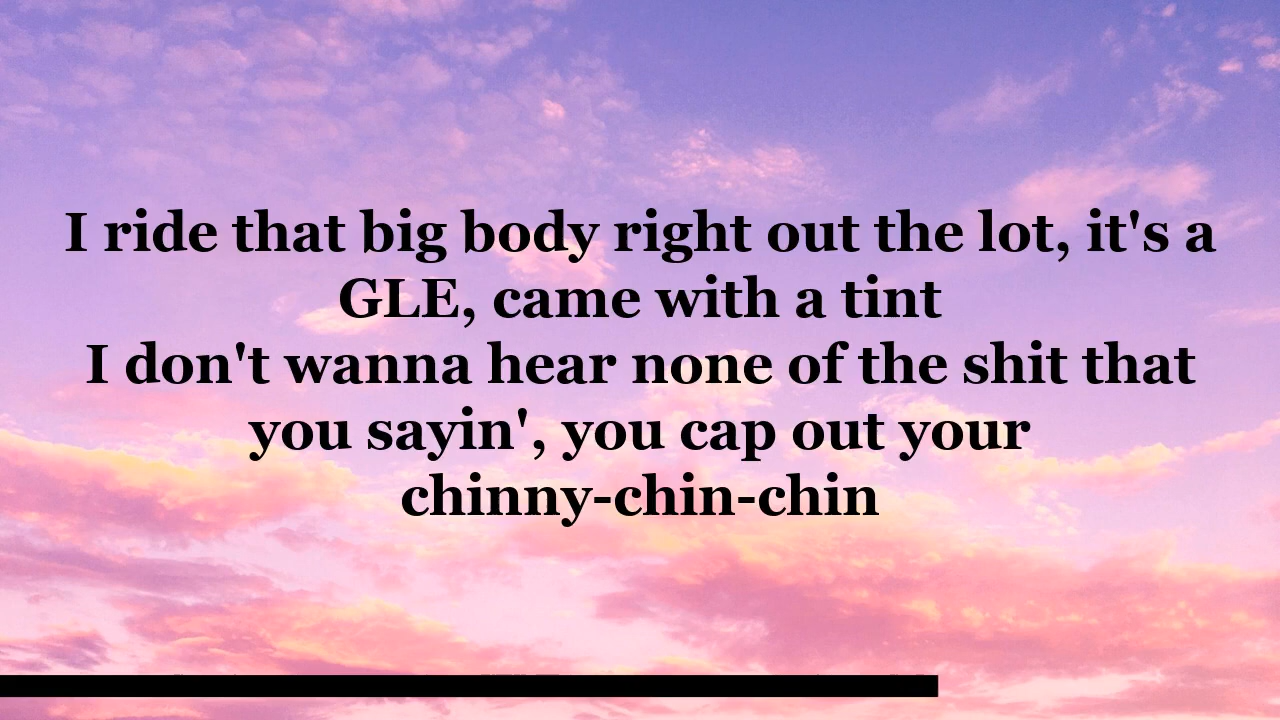 I ride that big body right out the lot, it's a
GLE, came with a tint
I don't wanna hear none of the shit that
you sayin', you cap out your
chinny-chin-chin